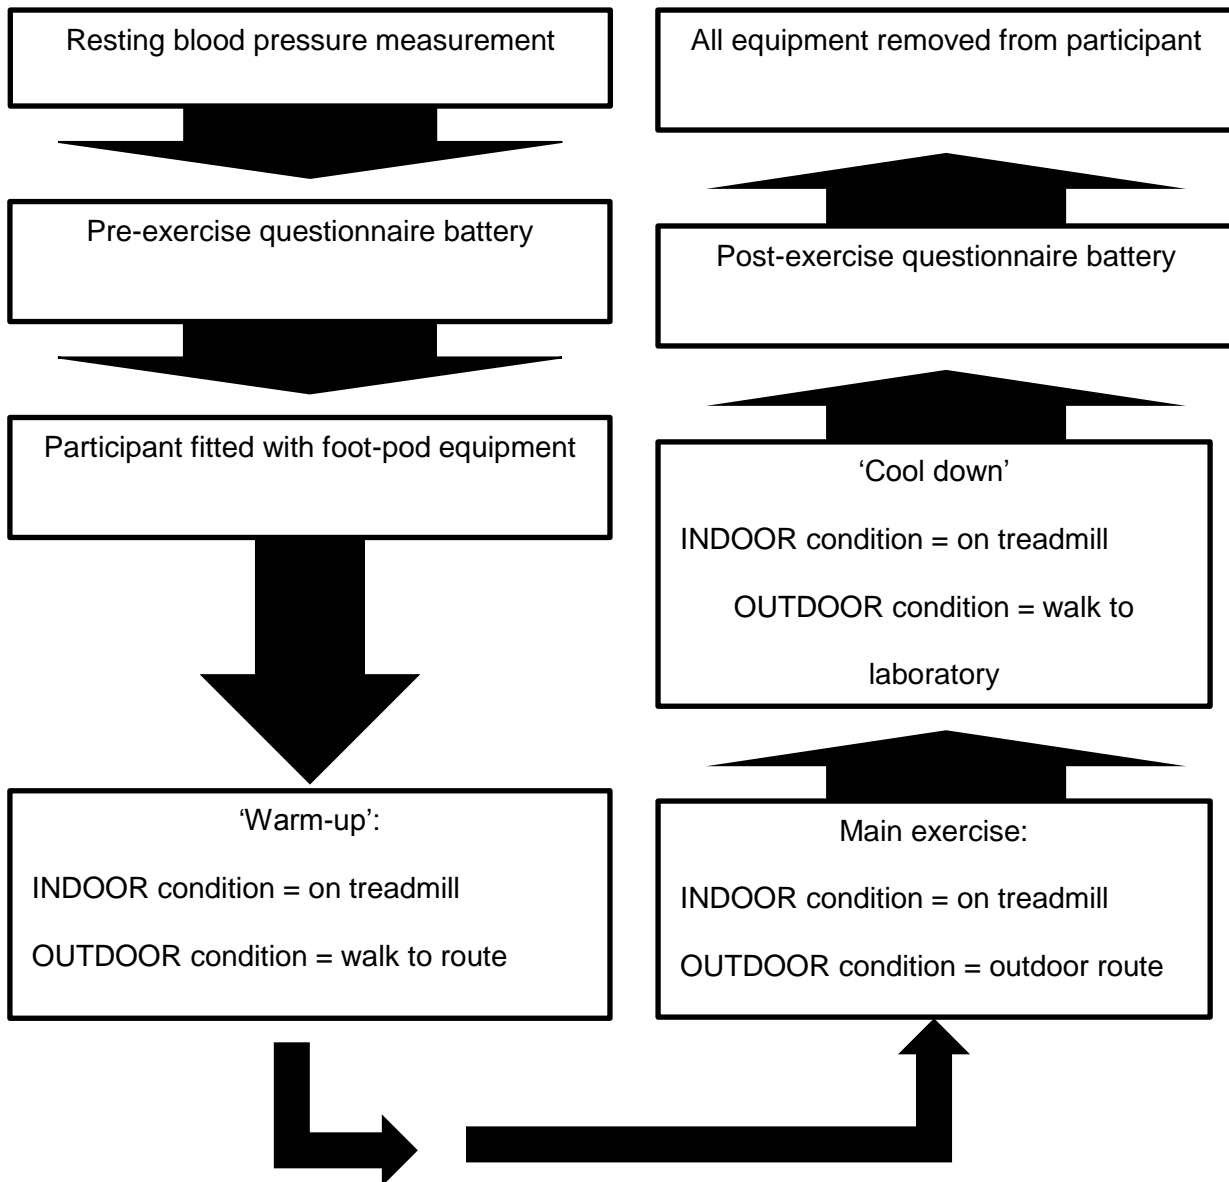 Resting blood pressure measurement
Pre-exercise questionnaire battery
Participant fitted with foot-pod equipment
‘Warm-up’:
INDOOR condition = on treadmill
OUTDOOR condition = walk to route
Main exercise:
INDOOR condition = on treadmill
OUTDOOR condition = outdoor route
‘Cool down’
INDOOR condition = on treadmill
OUTDOOR condition = walk to
laboratory
Post-exercise questionnaire battery
All equipment removed from participant